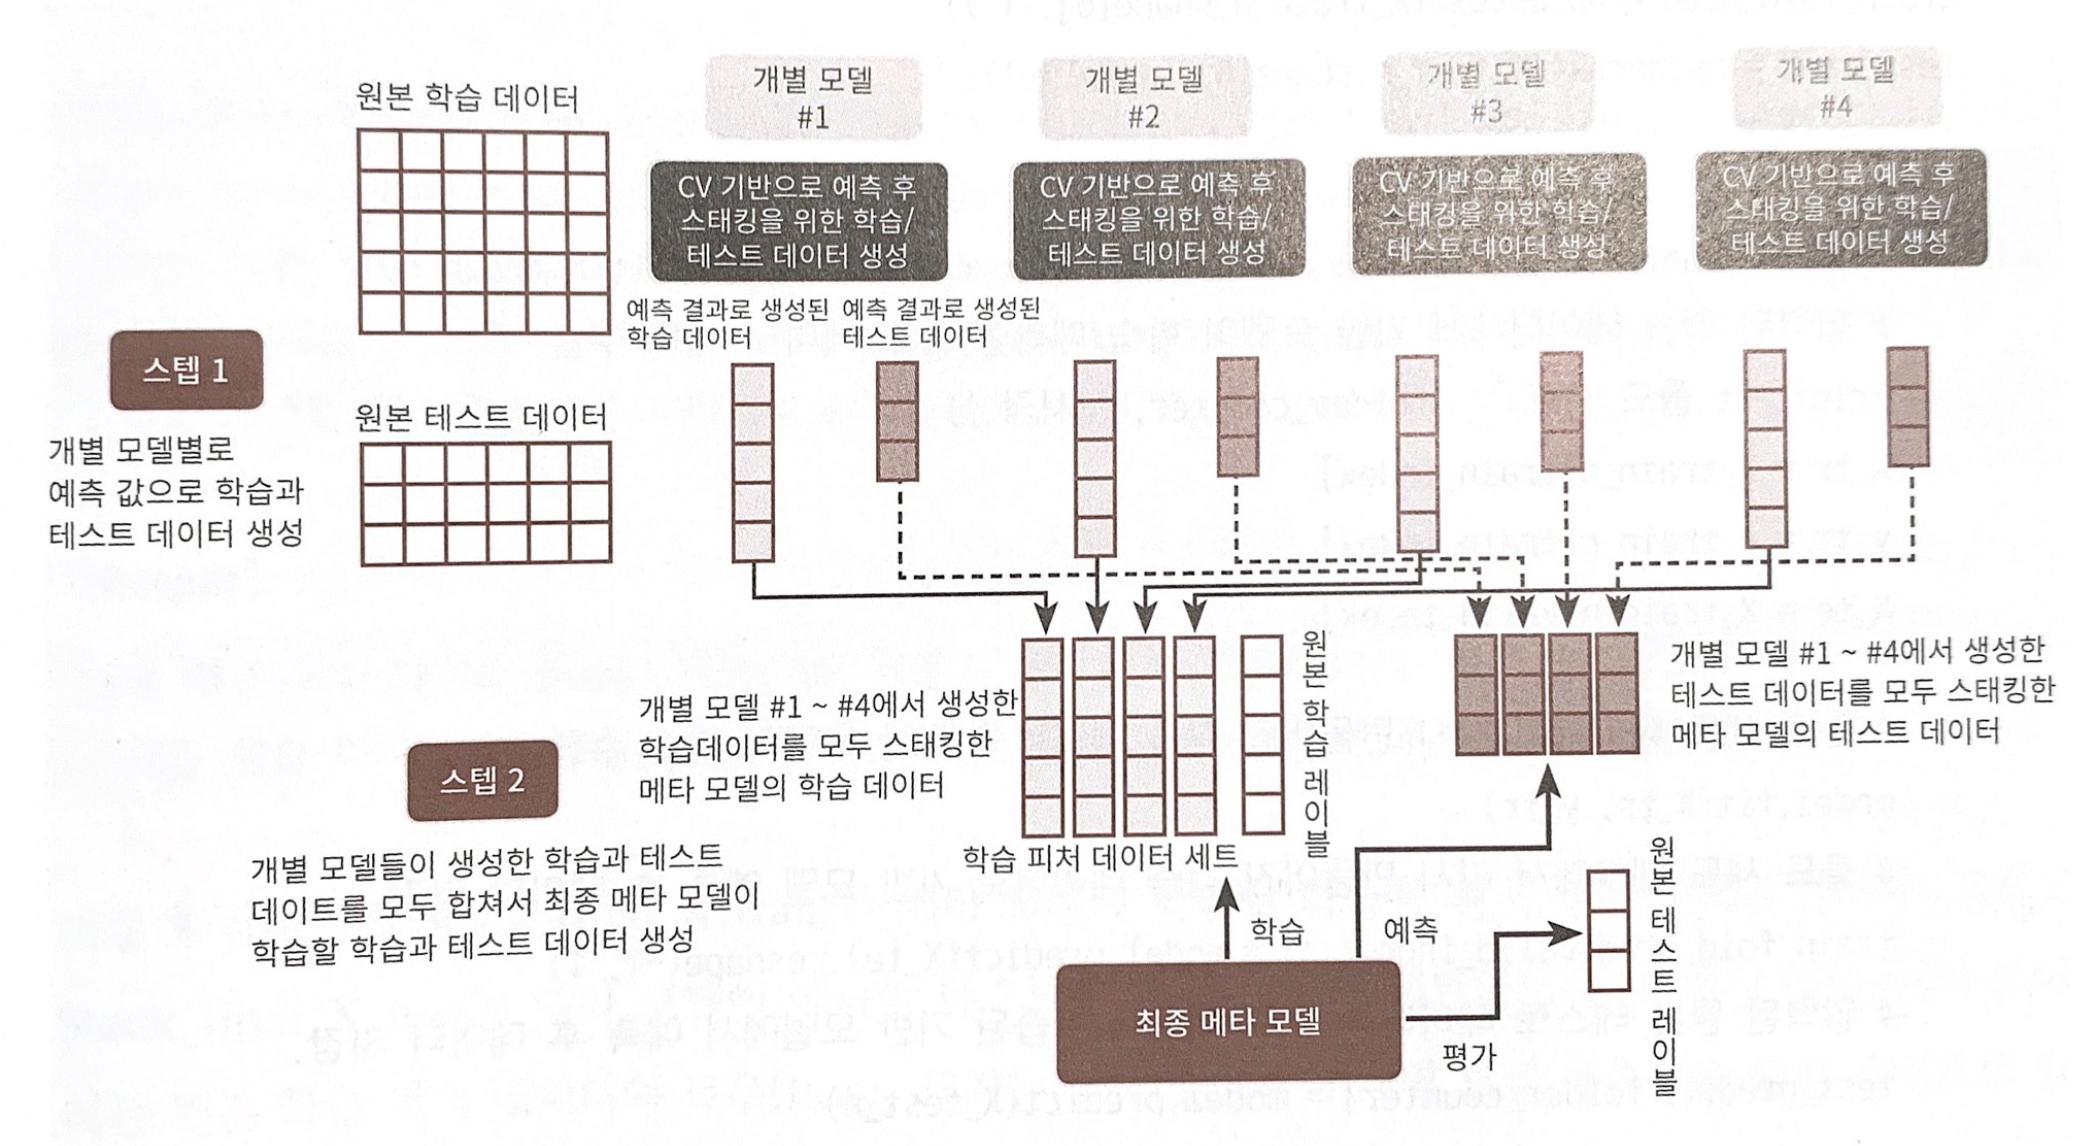 원본 학습 데이터
개별 모델
#1
개별 모델
#2
개별 모델
#3
개별 모델
#4
CV 기반으로 예측 후
스태킹을 위한 학습/
테스트 데이터 생성
CV 기반으로 예측 후
스태킹을 위한 학습/
테스트 데이터 생성
CV 기반으로 예측 후
스태킹을 위한 학습/
테스트 데이터 생성
CV 기반으로 예측 후
스태킹을 위한 학습/
테스트 데이터 생성
예측 결과로 생성된
학습 데이터
예측 결과로 생성된
테스트 데이터
스텝 1
개별 모델별로
예측 값으로 학습과
테스트 데이터 생성
원본 테스트 데이터
스텝 2
개별 모델들이 생성한 학습과 테스트
데이트를 모두 합쳐서 최종 메타 모델이
학습할 학습과 테스트 데이터 생성
개별 모델 #1 ~ #4에서 생성한
학습데이터를 모두 스태킹한
메타 모델의 학습 데이터
학습 피처 데이터 세트
원본 학습 레이블
개별 모델 #1 ~ #4에서 생성한
테스트 데이터를 모두 스태킹한
메타 모델의 테스트 데이터
학습
예측
최종 메타 모델
평가
원본 테스트 레이블